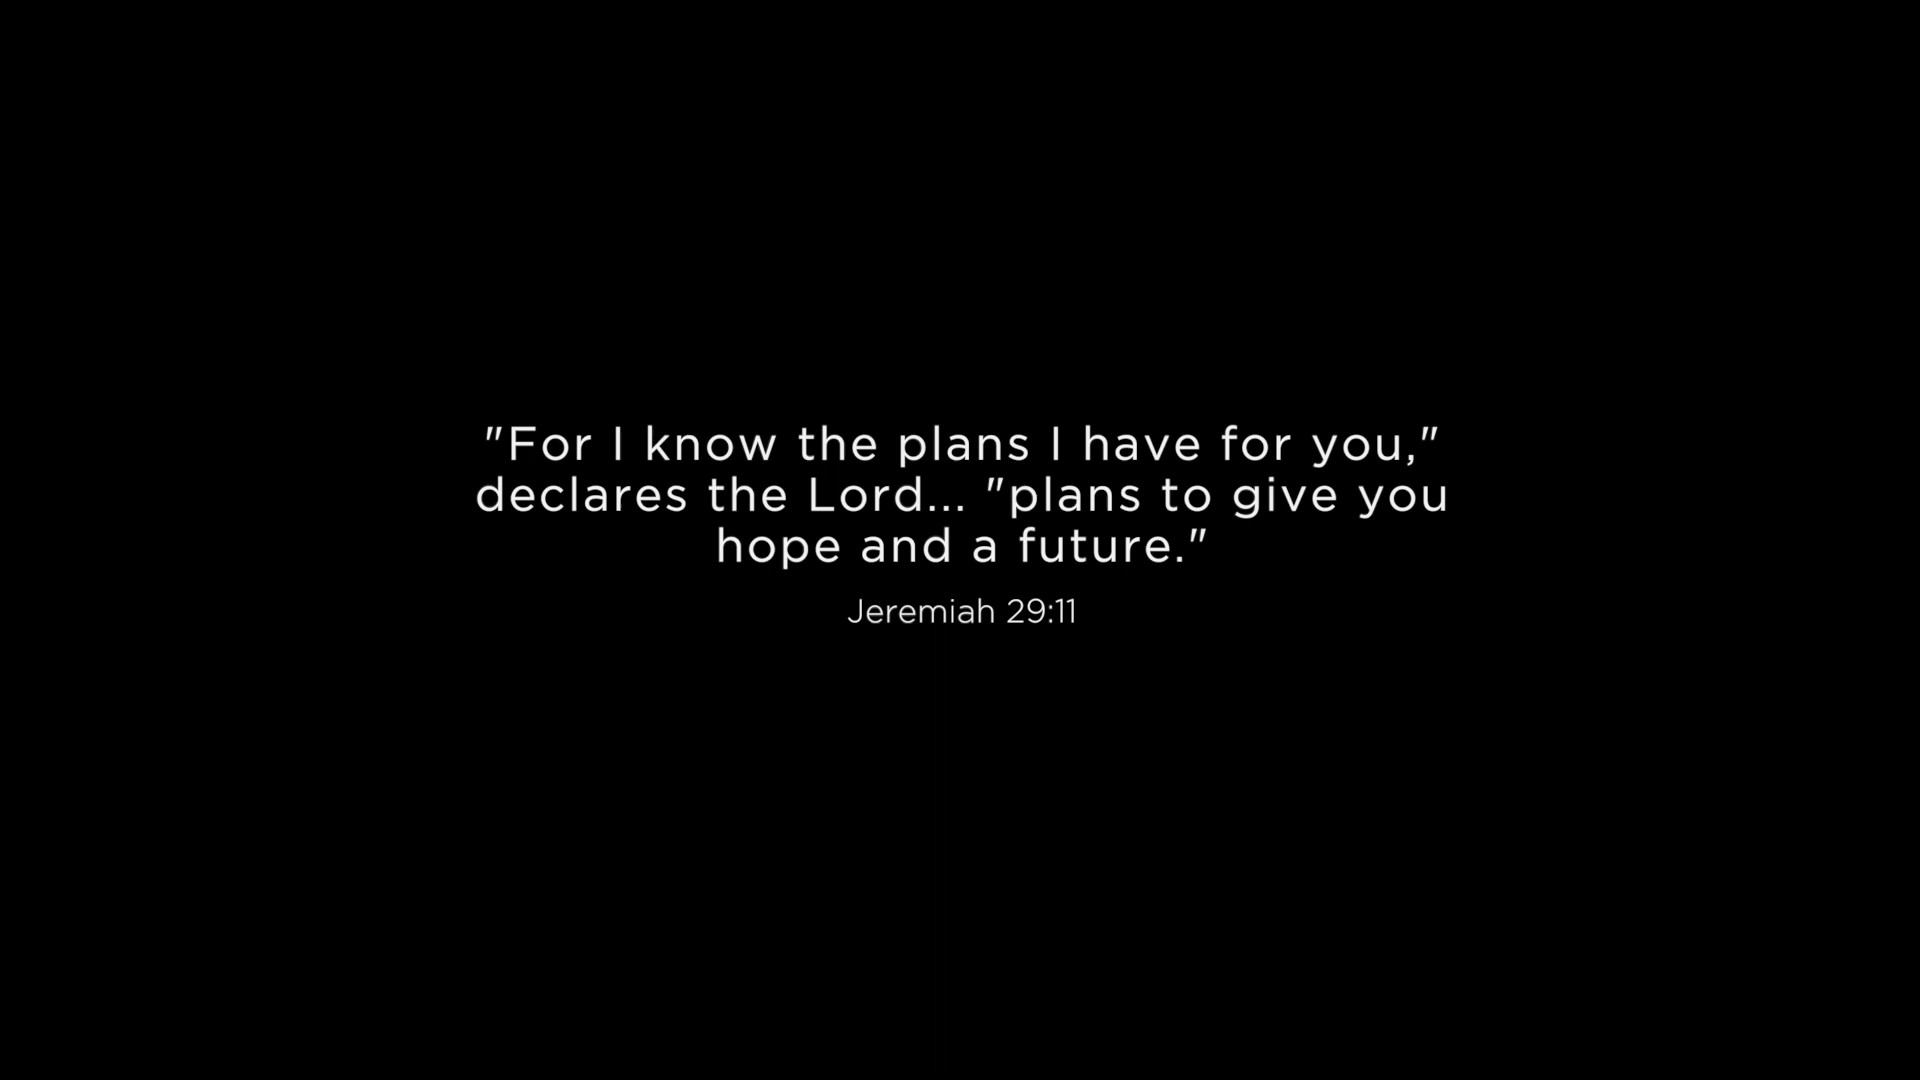 "For I know the plans I have for you,"
declares the Lord... "plans to give you
hope and a future."
Jeremiah 29:11